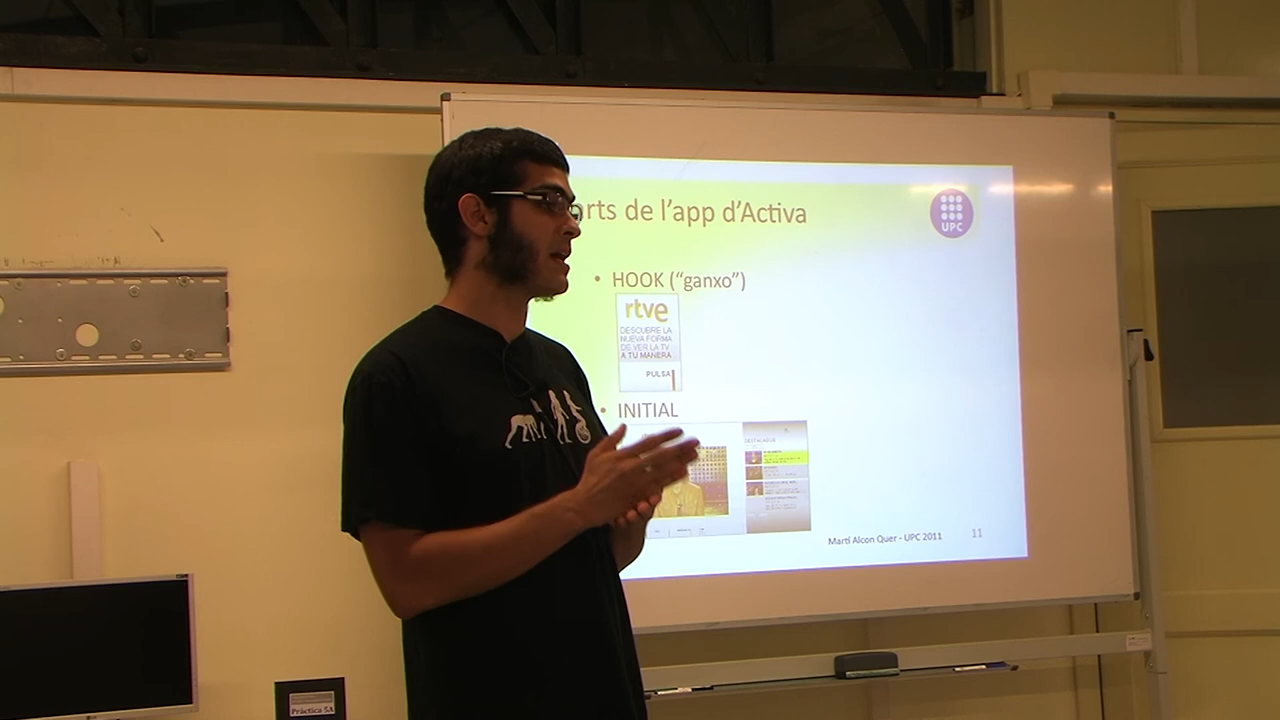 arts de l'app d'Activa
UPC
• HOOK ("ganxo")
rtve
DESCUBRE LA
NUEVA FORMA
DE VER LA TV
A TU MANERA
PULSA
• INITIAL
Martí Alcon Quer - UPC 2011
11
Pràctica 5A